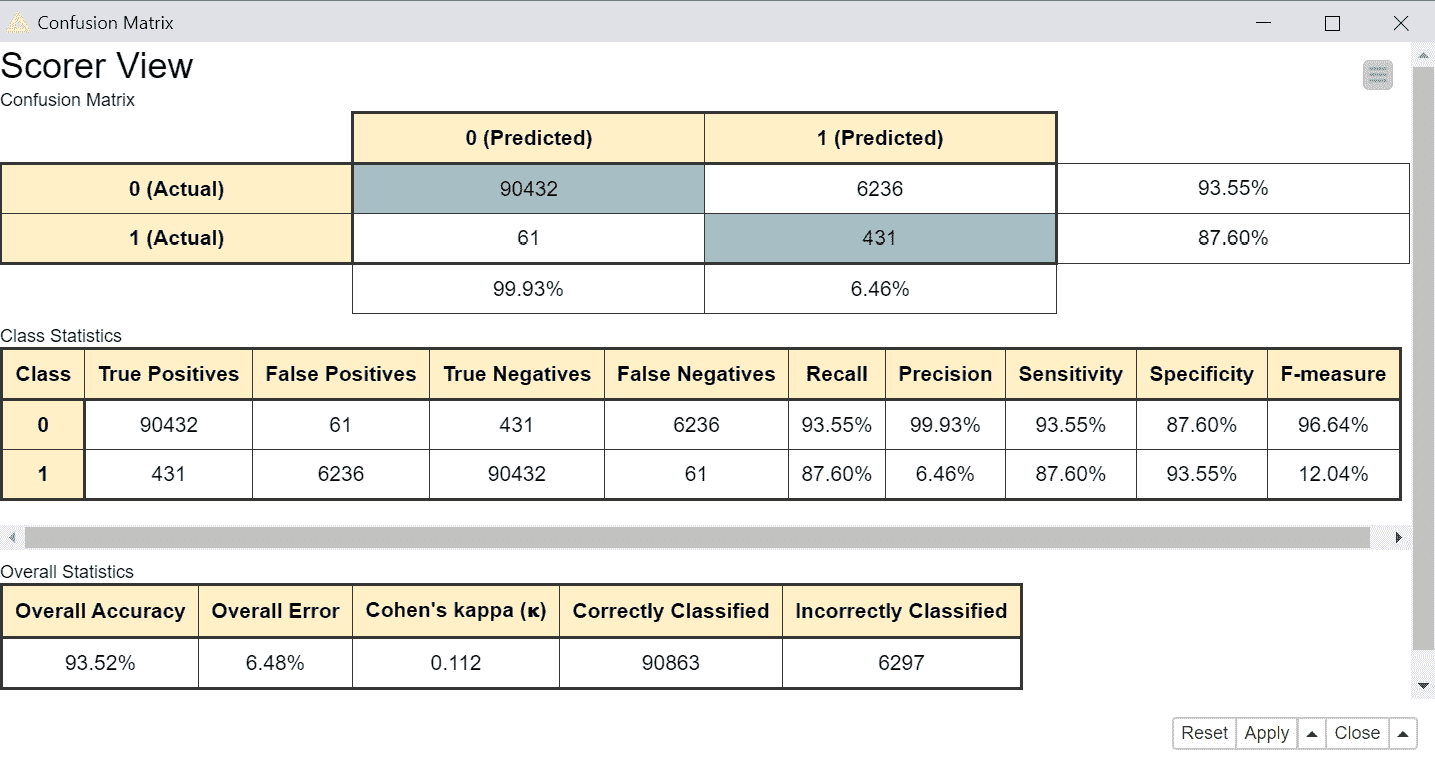 Confusion Matrix
Scorer View
Confusion Matrix
0 (Predicted) 1 (Predicted)
0 (Actual) 90432 6236 93.55%
1 (Actual) 61 431 87.60%
99.93% 6.46%
Class Statistics
Class True Positives False Positives True Negatives False Negatives Recall Precision Sensitivity Specificity F-measure
0 90432 61 431 6236 93.55% 99.93% 93.55% 87.60% 96.64%
1 431 6236 90432 61 87.60% 6.46% 87.60% 93.55% 12.04%
Overall Statistics
Overall Accuracy Overall Error Cohen's kappa (κ) Correctly Classified Incorrectly Classified
93.52% 6.48% 0.112 90863 6297
Reset Apply Close